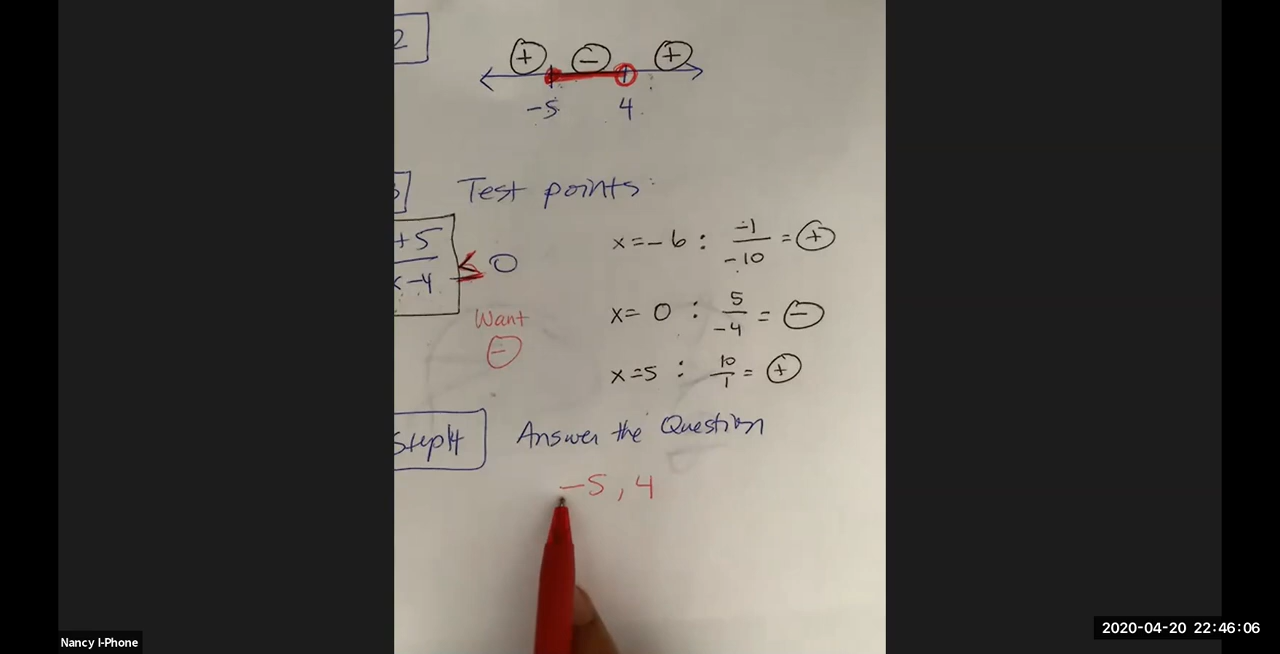 2
+ - +
-5 4
Test points:
+5
x-4 ≤ 0
Want
-
x=-6 : -1/-10 = +
x= 0 : 5/-4 = -
x=5 : 10/1 = +
Step 4 Answer the Question
-5, 4
Nancy I-Phone
2020-04-20 22:46:06